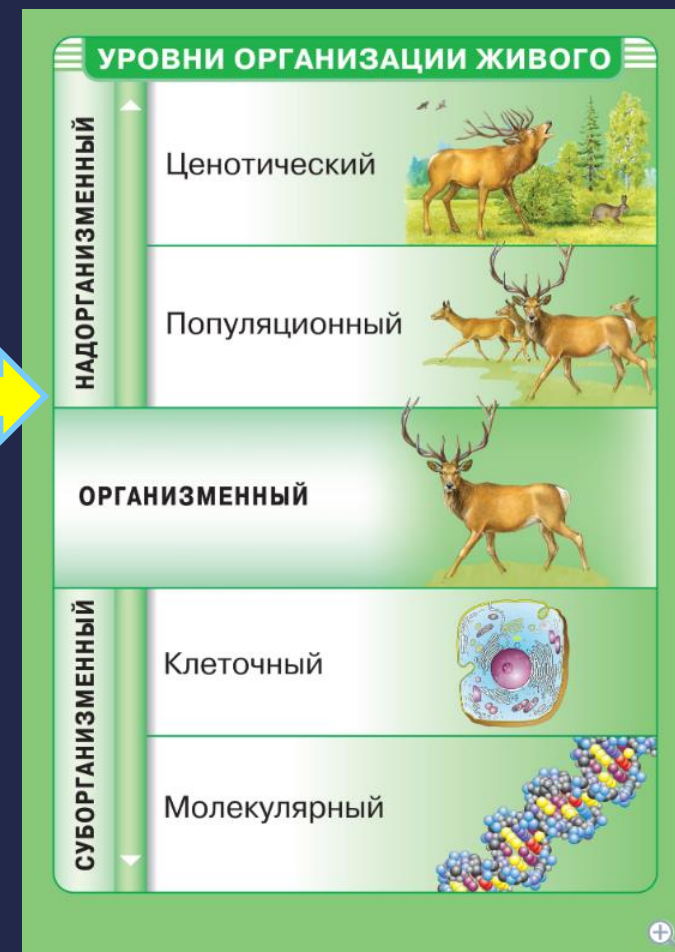 УРОВНИ ОРГАНИЗАЦИИ ЖИВОГО
НАДОРГАНИЗМЕННЫЙ
Ценотический
Популяционный
ОРГАНИЗМЕННЫЙ
СУБОРГАНИЗМЕННЫЙ
Клеточный
Молекулярный